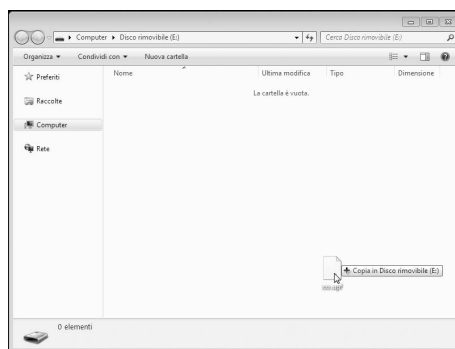 Computer ▸ Disco rimovibile (E:)
Cerca Disco rimovibile (E:)
Organizza
Condividi con
Nuova cartella
Preferiti
Raccolte
Computer
Rete
Nome
Ultima modifica
Tipo
Dimensione
La cartella è vuota.
Copia in Disco rimovibile (E:)
0 elementi